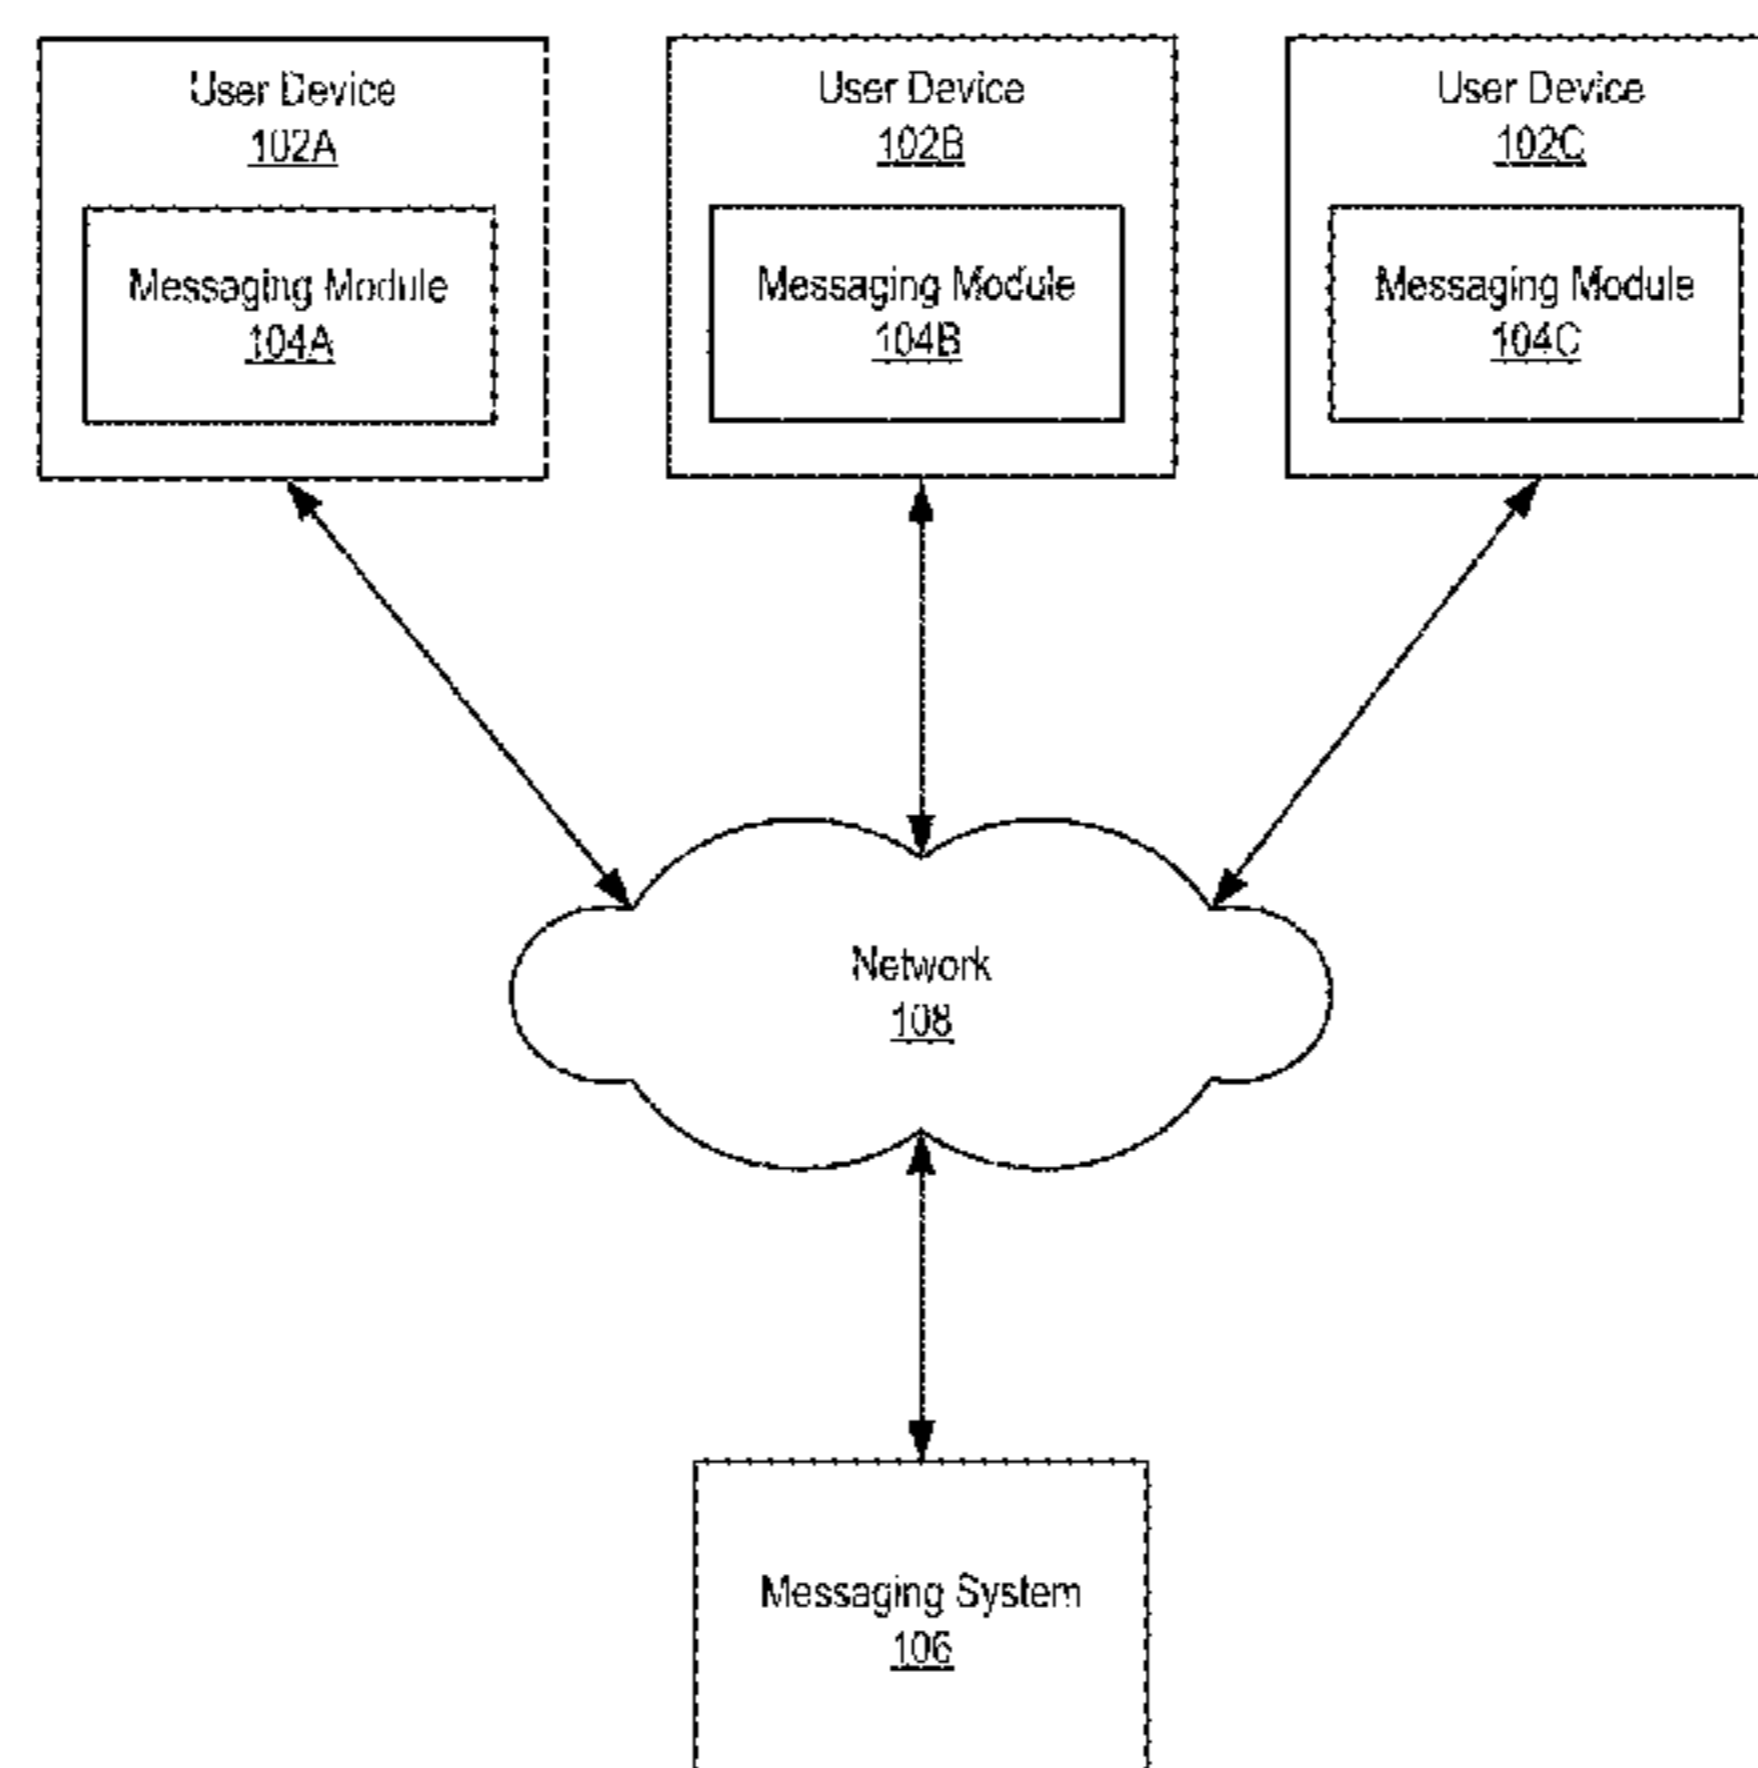 User Device
102A
Messaging Module
104A
User Device
102B
Messaging Module
104B
User Device
102C
Messaging Module
104C
Network
108
Messaging System
106